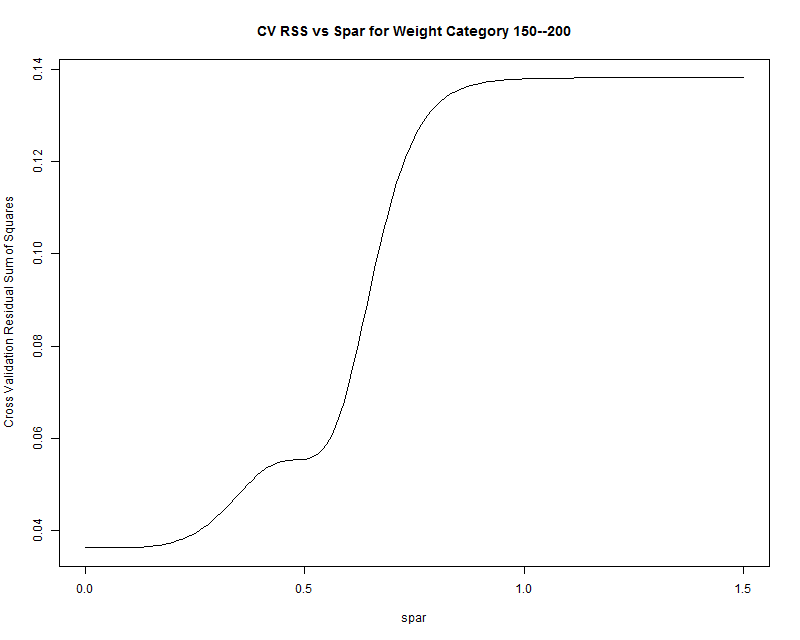 CV RSS vs Spar for Weight Category 150--200
Cross Validation Residual Sum of Squares
0.14
0.12
0.10
0.08
0.06
0.04
0.0 0.5 1.0 1.5
spar